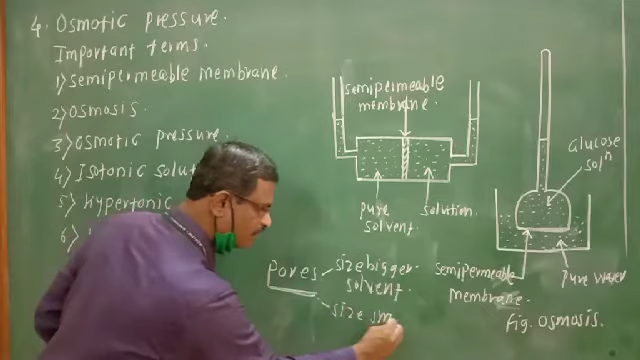 4. Osmotic pressure.
Important terms.
1) semipermeable membrane.
2) osmosis.
3) osmotic pressure.
4) Isotonic solut
5) Hypertonic
6)
semipermeable
membrane.
pure
solvent.
solution.
Glucose
solⁿ
semipermeable
membrane.
pure water
Fig. osmosis.
Pores
size bigger
solvent.
size sm